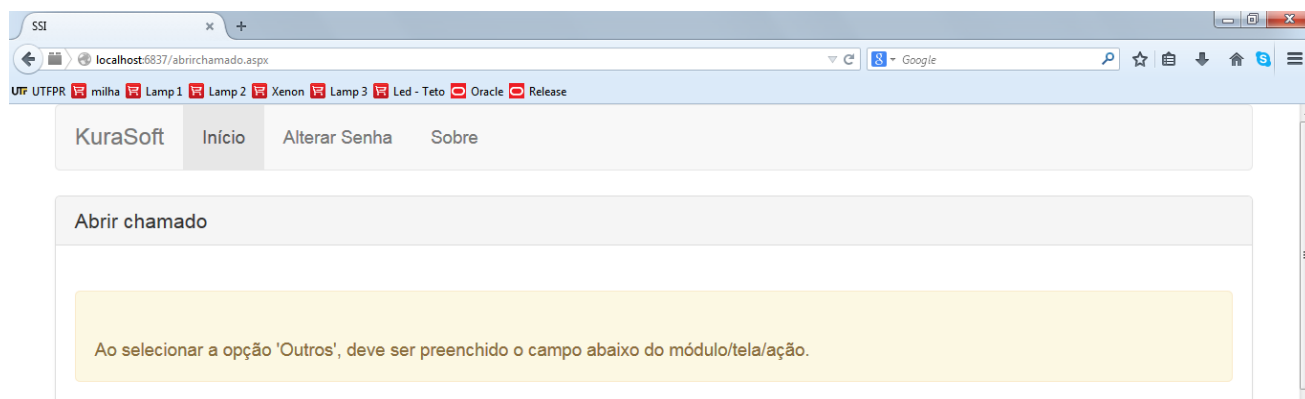 SSI
localhost:6837/abrirchamado.aspx
Google
UTFPR milha Lamp 1 Lamp 2 Xenon Lamp 3 Led - Teto Oracle Release
KuraSoft Início Alterar Senha Sobre
Abrir chamado
Ao selecionar a opção 'Outros', deve ser preenchido o campo abaixo do módulo/tela/ação.